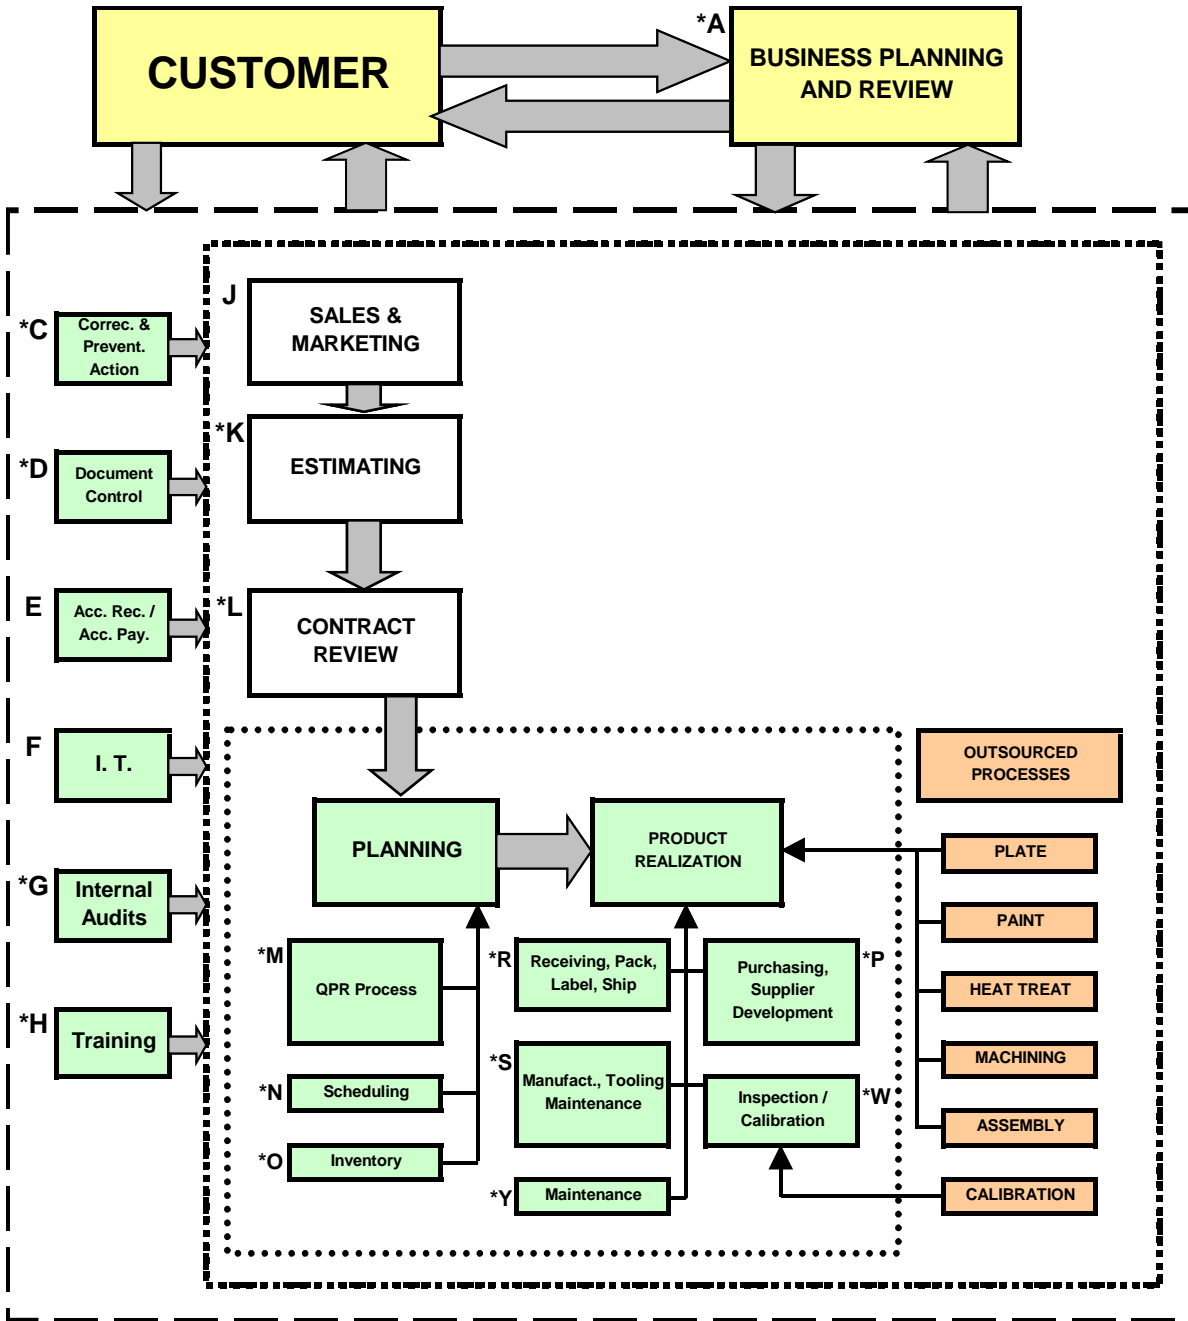 CUSTOMER
*A
BUSINESS PLANNING
AND REVIEW
*C
Correc. &
Prevent.
Action
*D
Document
Control
E
Acc. Rec. /
Acc. Pay.
F
I. T.
*G
Internal
Audits
*H
Training
J
SALES &
MARKETING
*K
ESTIMATING
*L
CONTRACT
REVIEW
PLANNING
PRODUCT
REALIZATION
*M
QPR Process
*N
Scheduling
*O
Inventory
*R
Receiving, Pack,
Label, Ship
*P
Purchasing,
Supplier
Development
*S
Manufact., Tooling
Maintenance
*W
Inspection /
Calibration
*Y
Maintenance
OUTSOURCED
PROCESSES
PLATE
PAINT
HEAT TREAT
MACHINING
ASSEMBLY
CALIBRATION